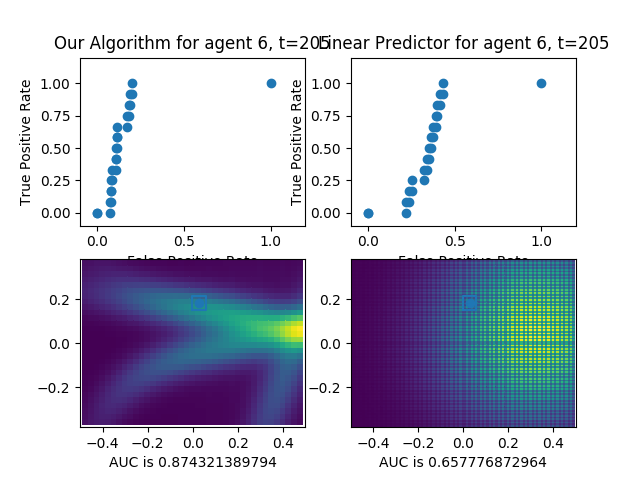 Our Algorithm for agent 6, t=205
Linear Predictor for agent 6, t=205
True Positive Rate
1.00
0.75
0.50
0.25
0.00
0.0 0.5 1.0
False Positive Rate
True Positive Rate
1.00
0.75
0.50
0.25
0.00
0.0 0.5 1.0
False Positive Rate
0.2
0.0
−0.2
−0.4 −0.2 0.0 0.2 0.4
AUC is 0.874321389794
0.2
0.0
−0.2
−0.4 −0.2 0.0 0.2 0.4
AUC is 0.657776872964